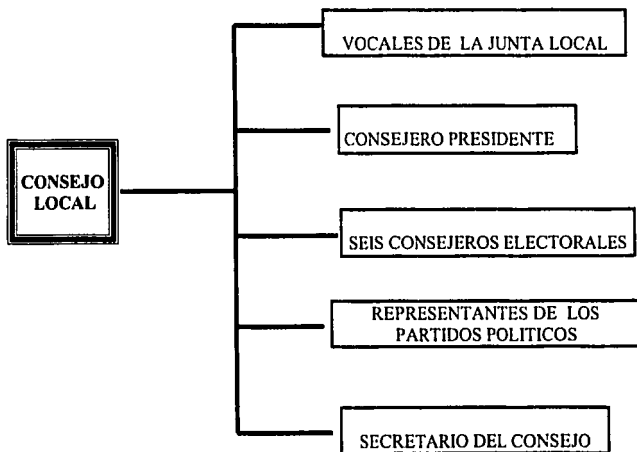 CONSEJO
LOCAL
VOCALES DE LA JUNTA LOCAL
CONSEJERO PRESIDENTE
SEIS CONSEJEROS ELECTORALES
REPRESENTANTES DE LOS
PARTIDOS POLITICOS
SECRETARIO DEL CONSEJO